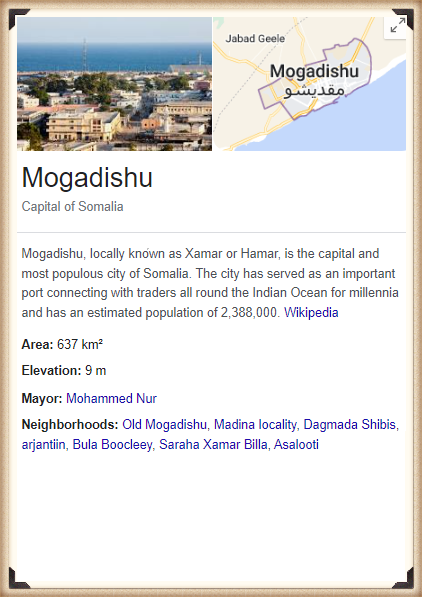 Jabad Geele
Mogadishu
مقديشو
Mogadishu
Capital of Somalia
Mogadishu, locally known as Xamar or Hamar, is the capital and
most populous city of Somalia. The city has served as an important
port connecting with traders all round the Indian Ocean for millennia
and has an estimated population of 2,388,000. Wikipedia
Area: 637 km²
Elevation: 9 m
Mayor: Mohammed Nur
Neighborhoods: Old Mogadishu, Madina locality, Dagmada Shibis,
arjantiin, Bula Boocleey, Saraha Xamar Billa, Asalooti